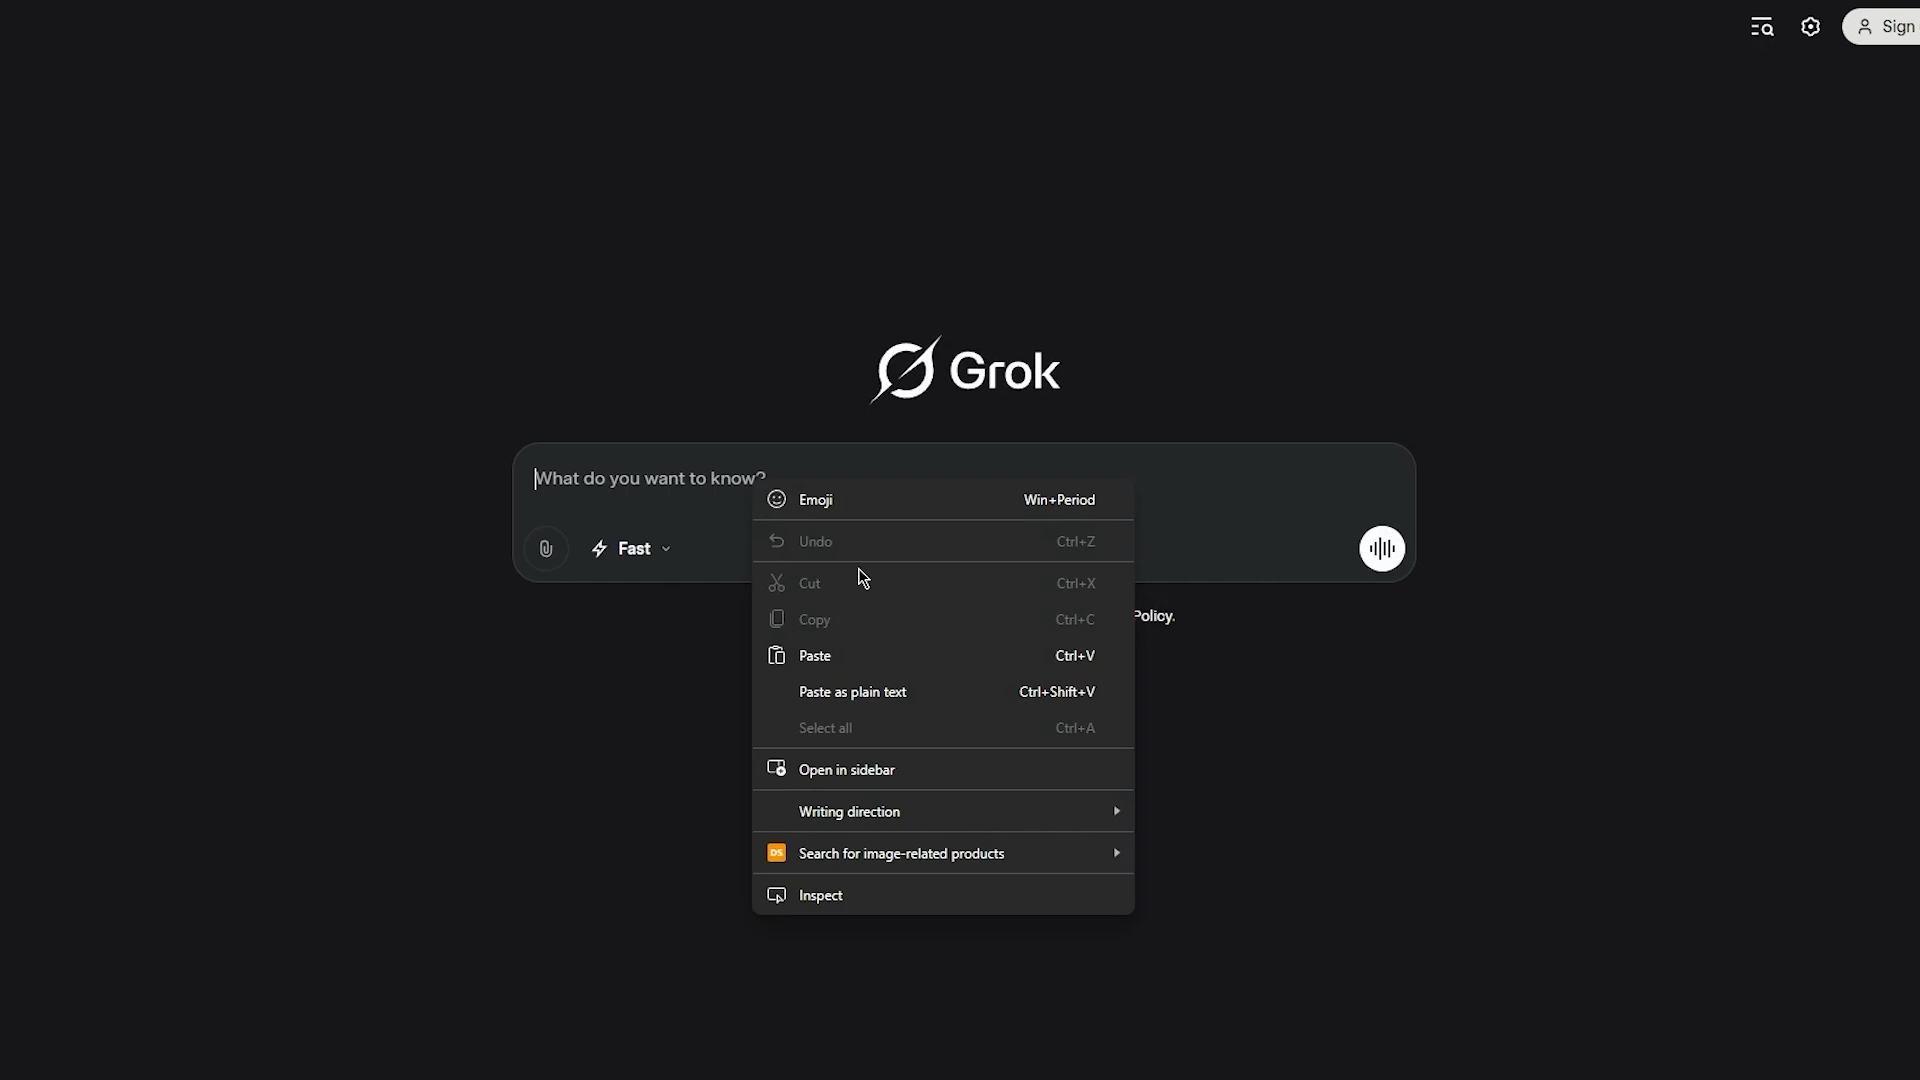 Sign
Grok
What do you want to know?
Fast
Emoji Win+Period
Undo Ctrl+Z
Cut Ctrl+X
Copy Ctrl+C
Policy.
Paste Ctrl+V
Paste as plain text Ctrl+Shift+V
Select all Ctrl+A
Open in sidebar
Writing direction
DS Search for image-related products
Inspect